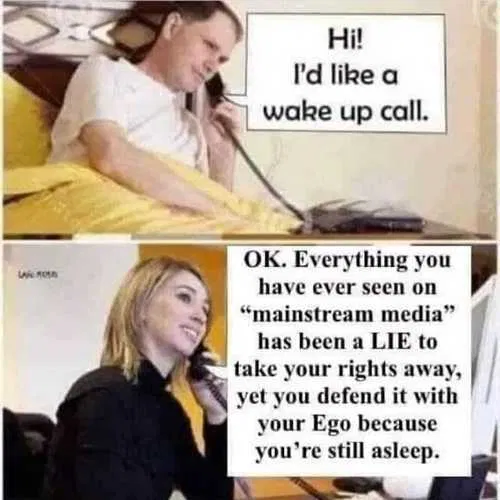 Hi!
I'd like a
wake up call.
OK. Everything you
have ever seen on
“mainstream media”
has been a LIE to
take your rights away,
yet you defend it with
your Ego because
you're still asleep.